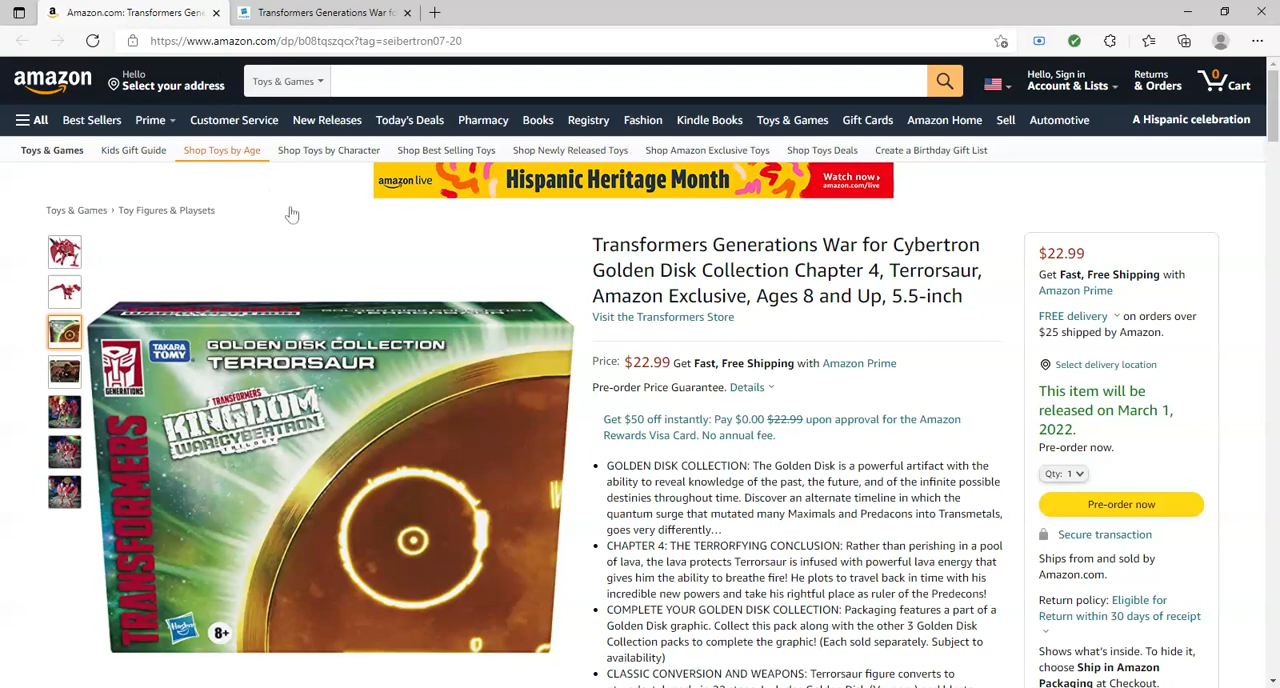 Amazon.com: Transformers Gene
Transformers Generations War fo
https://www.amazon.com/dp/b08tqszqcx?tag=seibertron07-20
amazon
Hello
Select your address
Toys & Games
Hello, Sign in
Account & Lists
Returns
& Orders
0
Cart
All
Best Sellers
Prime
Customer Service
New Releases
Today's Deals
Pharmacy
Books
Registry
Fashion
Kindle Books
Toys & Games
Gift Cards
Amazon Home
Sell
Automotive
A Hispanic celebration
Toys & Games
Kids Gift Guide
Shop Toys by Age
Shop Toys by Character
Shop Best Selling Toys
Shop Newly Released Toys
Shop Amazon Exclusive Toys
Shop Toys Deals
Create a Birthday Gift List
amazon live
Hispanic Heritage Month
Watch now
amazon.com/live
Toys & Games › Toy Figures & Playsets
GENERATIONS
TAKARA
TOMY
GOLDEN DISK COLLECTION
TERRORSAUR
TRANSFORMERS
KINGDOM
WAR FOR CYBERTRON
TRILOGY
TRANSFORMERS
Hasbro
8+
Transformers Generations War for Cybertron
Golden Disk Collection Chapter 4, Terrorsaur,
Amazon Exclusive, Ages 8 and Up, 5.5-inch
Visit the Transformers Store
Price: $22.99 Get Fast, Free Shipping with Amazon Prime
Pre-order Price Guarantee. Details
Get $50 off instantly: Pay $0.00 $22.99 upon approval for the Amazon
Rewards Visa Card. No annual fee.
• GOLDEN DISK COLLECTION: The Golden Disk is a powerful artifact with the
ability to reveal knowledge of the past, the future, and of the infinite possible
destinies throughout time. Discover an alternate timeline in which the
quantum surge that mutated many Maximals and Predacons into Transmetals,
goes very differently…
• CHAPTER 4: THE TERRORFYING CONCLUSION: Rather than perishing in a pool
of lava, the lava protects Terrorsaur is infused with powerful lava energy that
gives him the ability to breathe fire! He plots to travel back in time with his
incredible new powers and take his rightful place as ruler of the Predecons!
• COMPLETE YOUR GOLDEN DISK COLLECTION: Packaging features a part of a
Golden Disk graphic. Collect this pack along with the other 3 Golden Disk
Collection packs to complete the graphic! (Each sold separately. Subject to
availability)
• CLASSIC CONVERSION AND WEAPONS: Terrorsaur figure converts to
$22.99
Get Fast, Free Shipping with
Amazon Prime
FREE delivery on orders over
$25 shipped by Amazon.
Select delivery location
This item will be
released on March 1,
2022.
Pre-order now.
Qty: 1
Pre-order now
Secure transaction
Ships from and sold by
Amazon.com.
Return policy: Eligible for
Return within 30 days of receipt
Shows what's inside. To hide it,
choose Ship in Amazon
Packaging at Checkout.